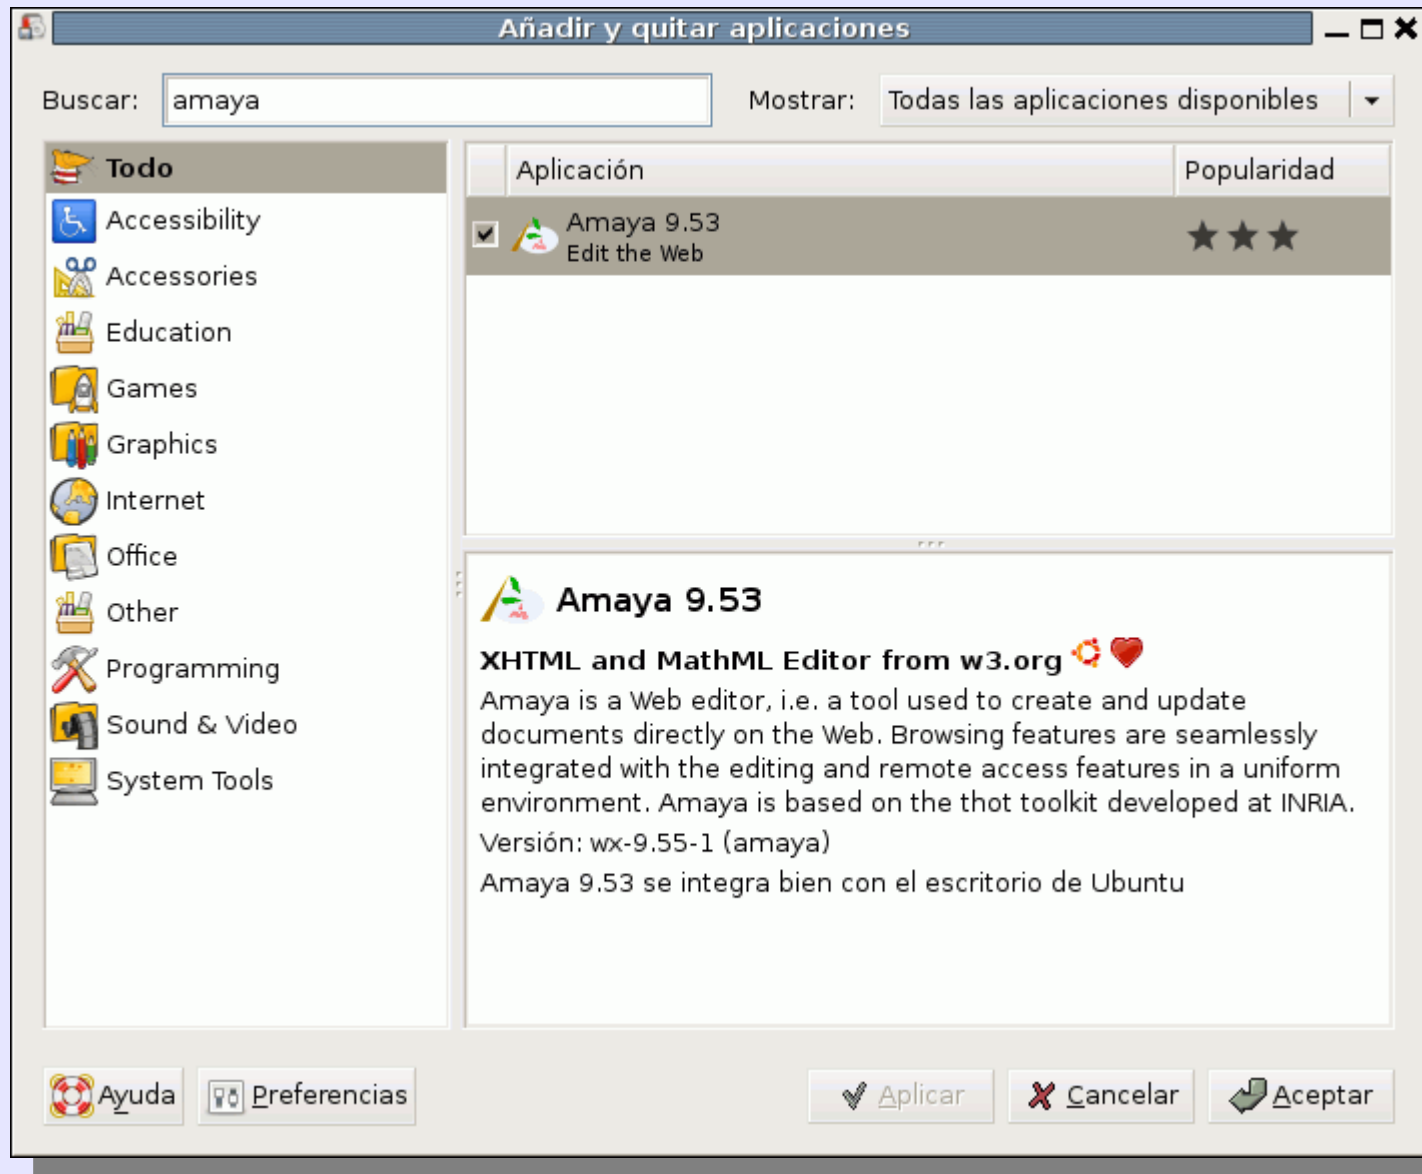 Añadir y quitar aplicaciones
Buscar:
amaya
Mostrar:
Todas las aplicaciones disponibles
Todo
Accessibility
Accessories
Education
Games
Graphics
Internet
Office
Other
Programming
Sound & Video
System Tools
Aplicación
Popularidad
Amaya 9.53
Edit the Web
Amaya 9.53
XHTML and MathML Editor from w3.org
Amaya is a Web editor, i.e. a tool used to create and update
documents directly on the Web. Browsing features are seamlessly
integrated with the editing and remote access features in a uniform
environment. Amaya is based on the thot toolkit developed at INRIA.
Versión: wx-9.55-1 (amaya)
Amaya 9.53 se integra bien con el escritorio de Ubuntu
Ayuda
Preferencias
Aplicar
Cancelar
Aceptar